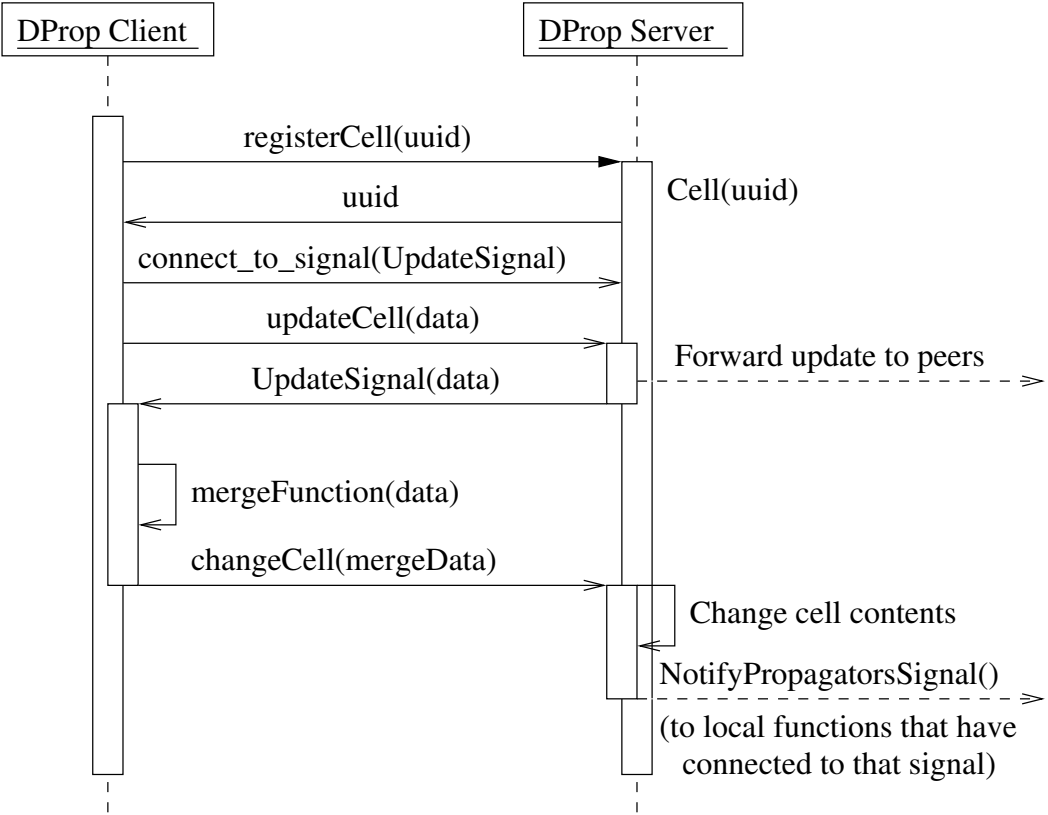 DProp Client
DProp Server
registerCell(uuid)
Cell(uuid)
uuid
connect_to_signal(UpdateSignal)
updateCell(data)
Forward update to peers
UpdateSignal(data)
mergeFunction(data)
changeCell(mergeData)
Change cell contents
NotifyPropagatorsSignal()
(to local functions that have
connected to that signal)